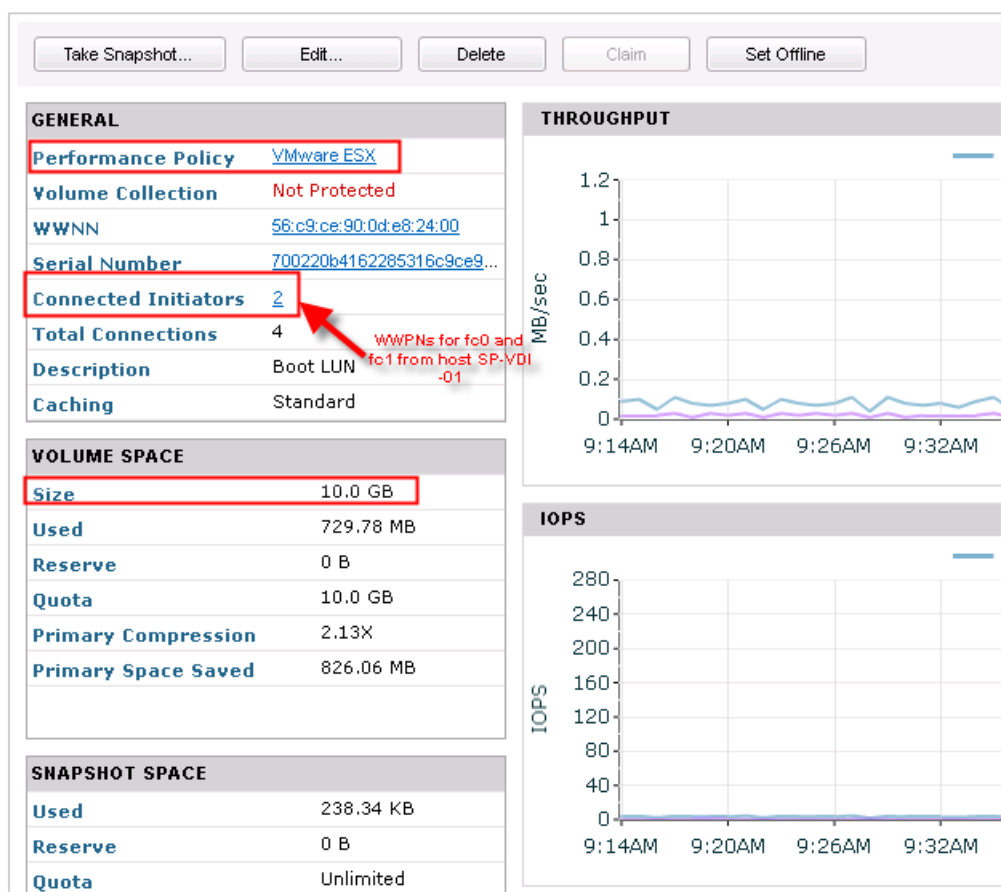 Take Snapshot... Edit... Delete Claim Set Offline
GENERAL
Performance Policy VMware ESX
Volume Collection Not Protected
WWNN 56:c9:ce:90:0d:e8:24:00
Serial Number 700220b4162285316c9ce9...
Connected Initiators 2
Total Connections 4
Description Boot LUN
Caching Standard
WWPNs for fc0 and
fc1 from host SP-VDI
-01
VOLUME SPACE
Size 10.0 GB
Used 729.78 MB
Reserve 0 B
Quota 10.0 GB
Primary Compression 2.13X
Primary Space Saved 826.06 MB
SNAPSHOT SPACE
Used 238.34 KB
Reserve 0 B
Quota Unlimited
THROUGHPUT
MB/sec
1.2
1
0.8
0.6
0.4
0.2
0
9:14AM 9:20AM 9:26AM 9:32AM
IOPS
IOPS
280
240
200
160
120
80
40
0
9:14AM 9:20AM 9:26AM 9:32AM